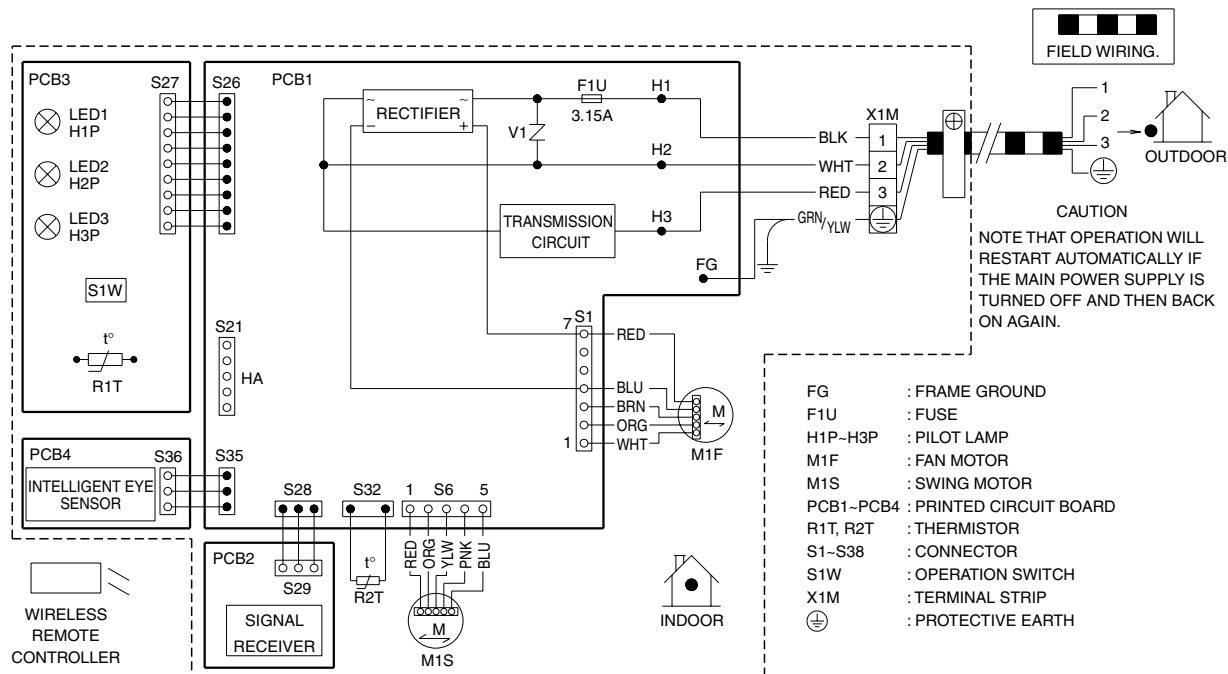 FIELD WIRING.
PCB3
S27
S26
PCB1
LED1
H1P
LED2
H2P
LED3
H3P
S1W
t°
R1T
S21
HA
RECTIFIER
~
~
−
+
F1U
3.15A
V1
H1
H2
H3
TRANSMISSION
CIRCUIT
FG
BLK
WHT
RED
GRN/YLW
X1M
1
2
3
1
2
3
OUTDOOR
CAUTION
NOTE THAT OPERATION WILL
RESTART AUTOMATICALLY IF
THE MAIN POWER SUPPLY IS
TURNED OFF AND THEN BACK
ON AGAIN.
7
S1
1
RED
BLU
BRN
ORG
WHT
M
M1F
PCB4
S36
S35
INTELLIGENT EYE
SENSOR
S28
S32
1
S6
5
RED
ORG
YLW
PNK
BLU
PCB2
S29
t°
R2T
SIGNAL
RECEIVER
M
M1S
WIRELESS
REMOTE
CONTROLLER
INDOOR
FG : FRAME GROUND
F1U : FUSE
H1P~H3P : PILOT LAMP
M1F : FAN MOTOR
M1S : SWING MOTOR
PCB1~PCB4 : PRINTED CIRCUIT BOARD
R1T, R2T : THERMISTOR
S1~S38 : CONNECTOR
S1W : OPERATION SWITCH
X1M : TERMINAL STRIP
: PROTECTIVE EARTH